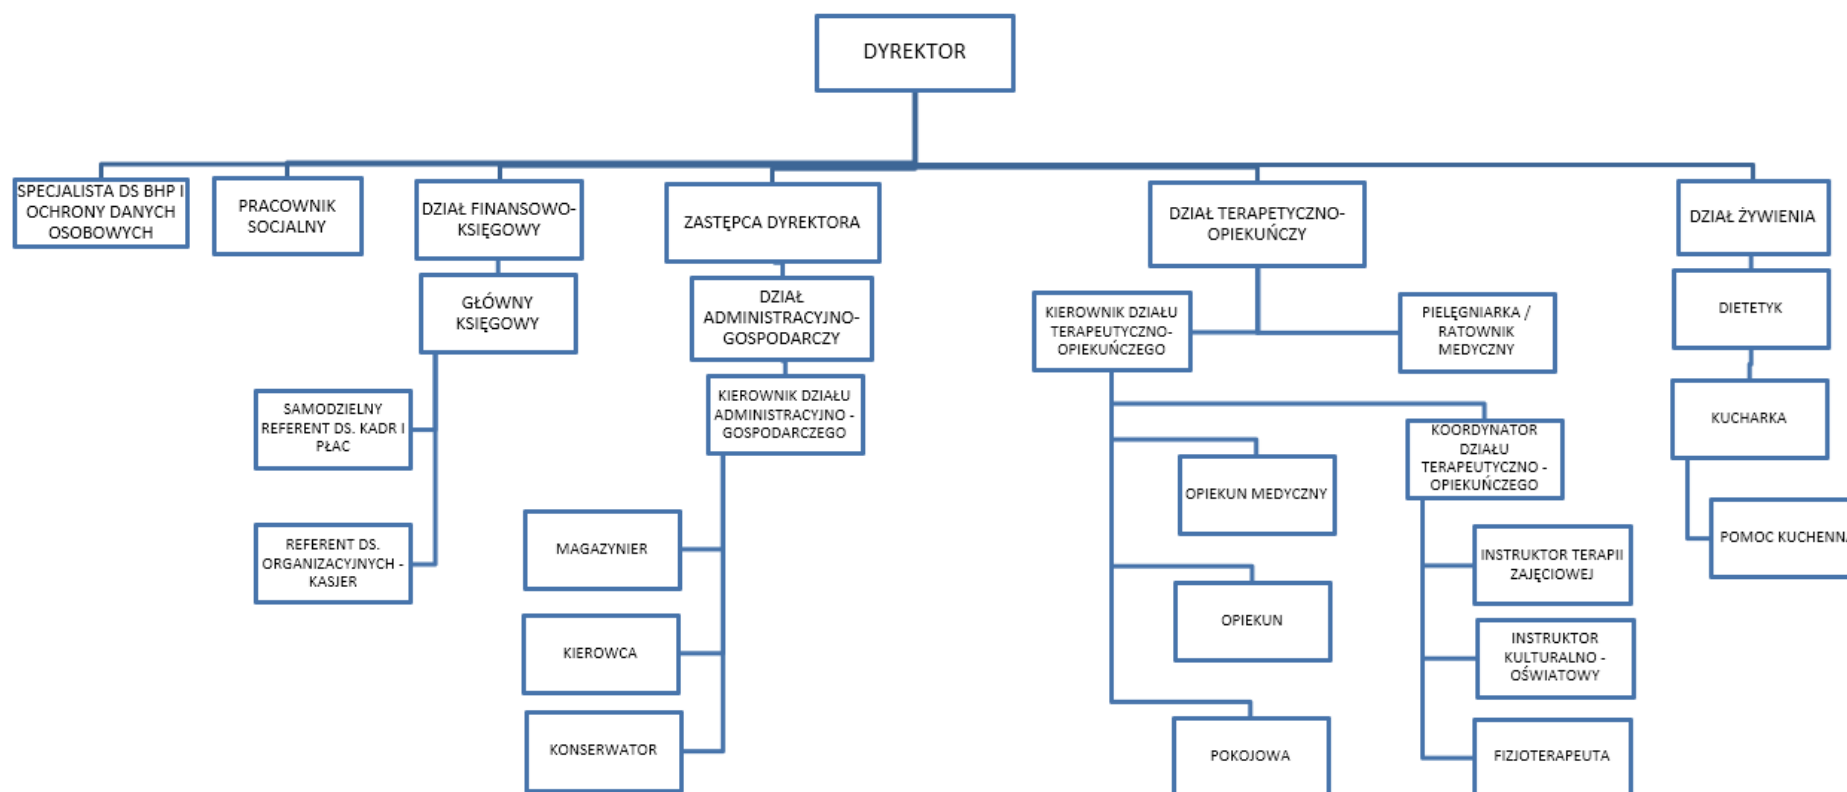 DYREKTOR
SPECJALISTA DS BHP I
OCHRONY DANYCH
OSOBOWYCH
PRACOWNIK
SOCJALNY
DZIAŁ FINANSOWO-
KSIĘGOWY
ZASTĘPCA DYREKTORA
DZIAŁ TERAPETYCZNO-
OPIEKUŃCZY
DZIAŁ ŻYWIENIA
GŁÓWNY
KSIĘGOWY
DZIAŁ
ADMINISTRACYJNO-
GOSPODARCZY
KIEROWNIK DZIAŁU
TERAPEUTYCZNO-
OPIEKUŃCZEGO
PIELĘGNIARKA /
RATOWNIK
MEDYCZNY
DIETETYK
SAMODZIELNY
REFERENT DS. KADR I
PŁAC
KIEROWNIK DZIAŁU
ADMINISTRACYJNO -
GOSPODARCZEGO
KOORDYNATOR
DZIAŁU
TERAPEUTYCZNO -
OPIEKUŃCZEGO
KUCHARKA
OPIEKUN MEDYCZNY
REFERENT DS.
ORGANIZACYJNYCH -
KASJER
MAGAZYNIER
INSTRUKTOR TERAPII
ZAJĘCIOWEJ
POMOC KUCHENNA
OPIEKUN
KIEROWCA
INSTRUKTOR
KULTURALNO -
OŚWIATOWY
KONSERWATOR
POKOJOWA
FIZJOTERAPEUTA